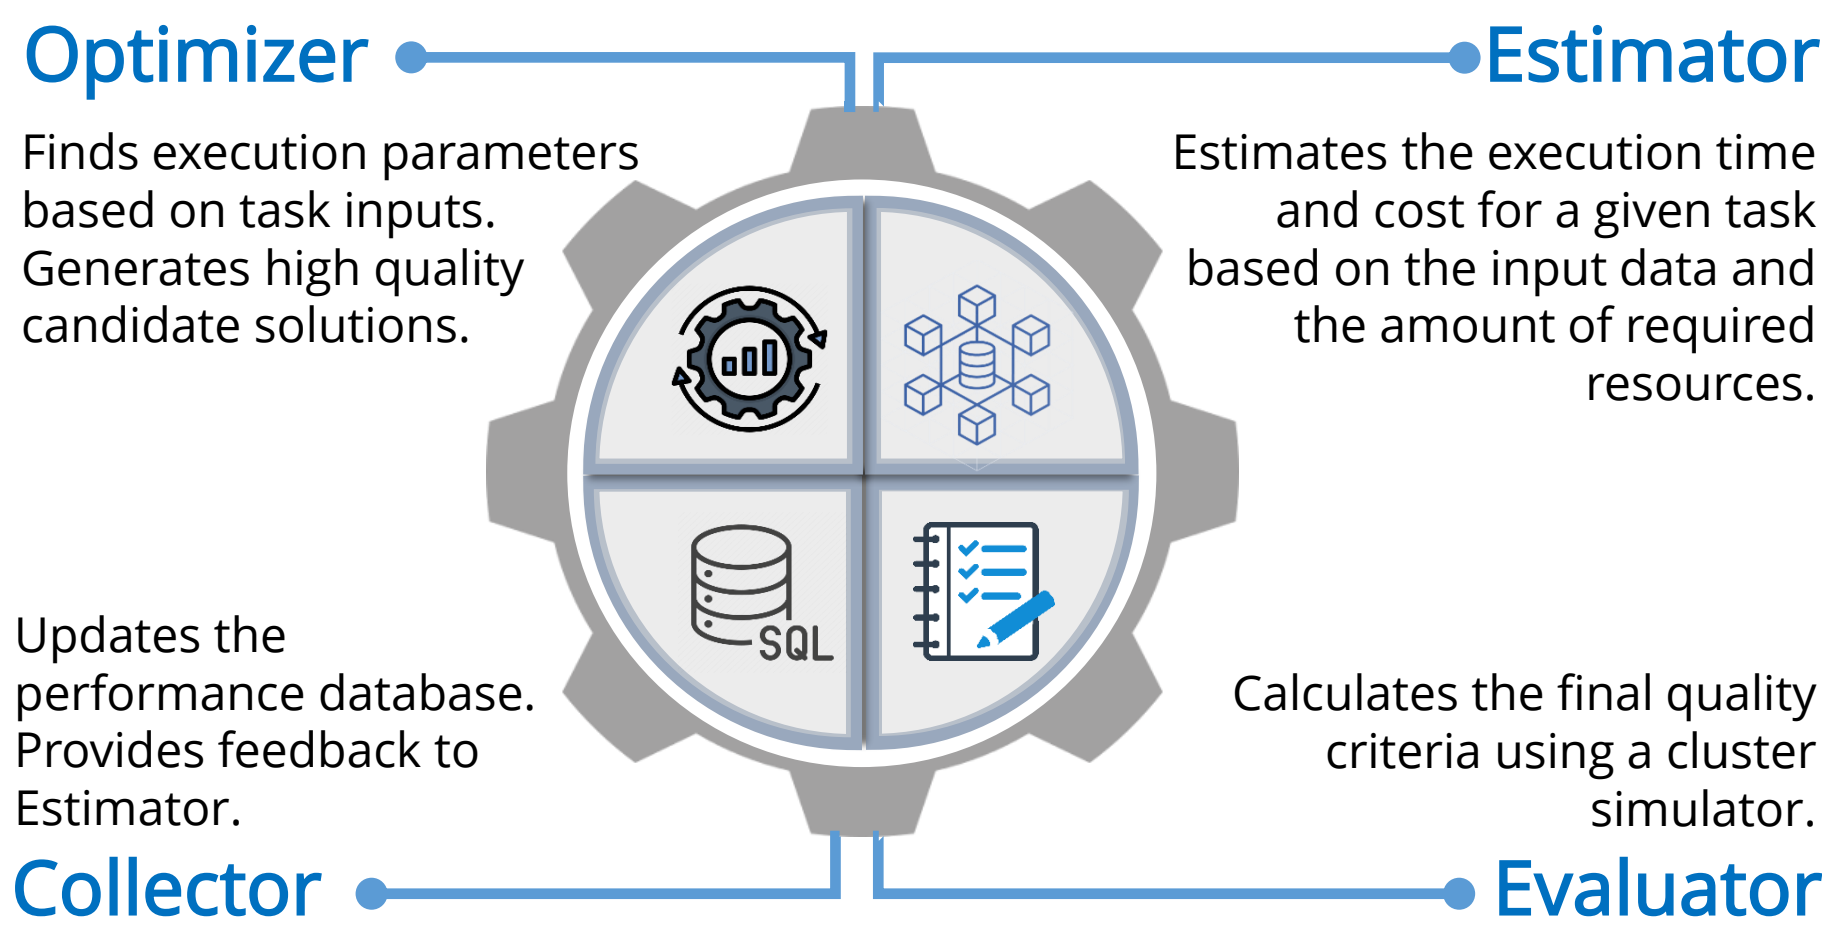 Optimizer
Finds execution parameters
based on task inputs.
Generates high quality
candidate solutions.
Estimator
Estimates the execution time
and cost for a given task
based on the input data and
the amount of required
resources.
SQL
Updates the
performance database.
Provides feedback to
Estimator.
Collector
Calculates the final quality
criteria using a cluster
simulator.
Evaluator